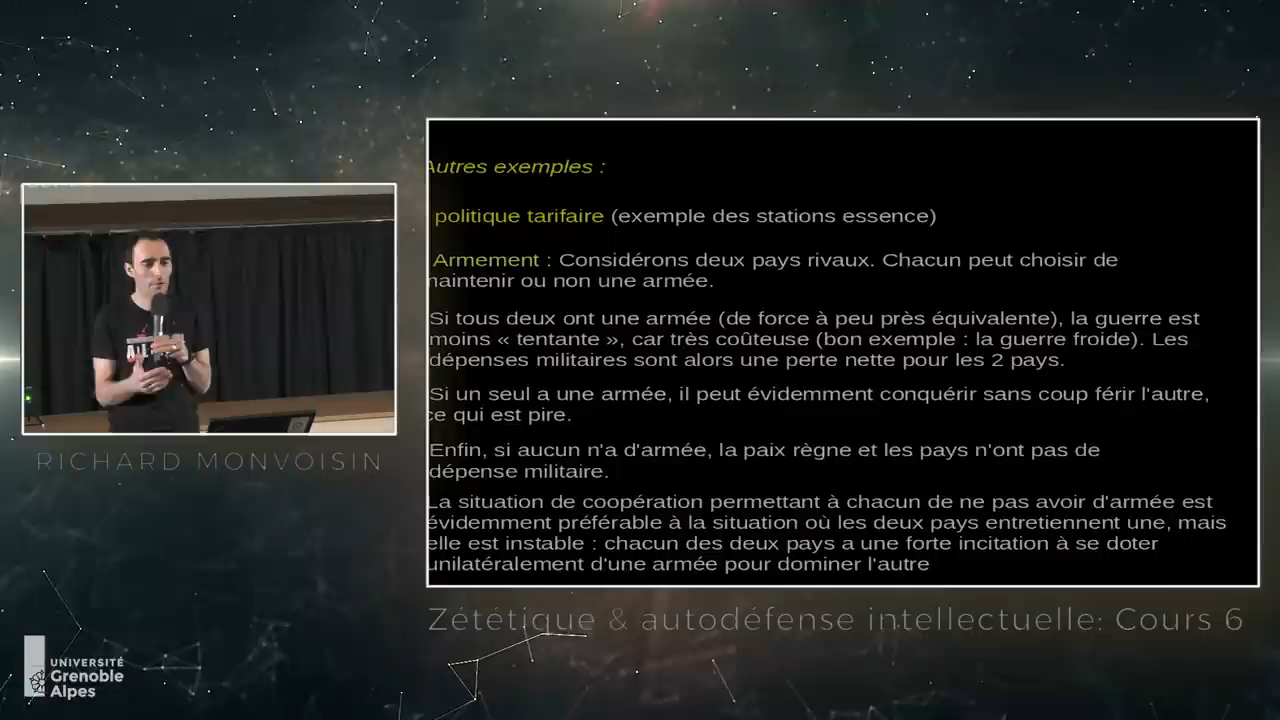 Autres exemples :
politique tarifaire (exemple des stations essence)
Armement : Considérons deux pays rivaux. Chacun peut choisir de
maintenir ou non une armée.
Si tous deux ont une armée (de force à peu près équivalente), la guerre est
moins « tentante », car très coûteuse (bon exemple : la guerre froide). Les
dépenses militaires sont alors une perte nette pour les 2 pays.
Si un seul a une armée, il peut évidemment conquérir sans coup férir l'autre,
ce qui est pire.
Enfin, si aucun n'a d'armée, la paix règne et les pays n'ont pas de
dépense militaire.
La situation de coopération permettant à chacun de ne pas avoir d'armée est
évidemment préférable à la situation où les deux pays entretiennent une, mais
elle est instable : chacun des deux pays a une forte incitation à se doter
unilatéralement d'une armée pour dominer l'autre
RICHARD MONVOISIN
Zététique & autodéfense intellectuelle: Cours 6
UNIVERSITÉ
Grenoble
Alpes